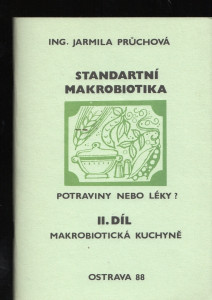 ING. JARMILA PRŮCHOVÁ
STANDARTNÍ
MAKROBIOTIKA
POTRAVINY NEBO LÉKY?
II. DÍL
MAKROBIOTICKÁ KUCHYNĚ
OSTRAVA 88